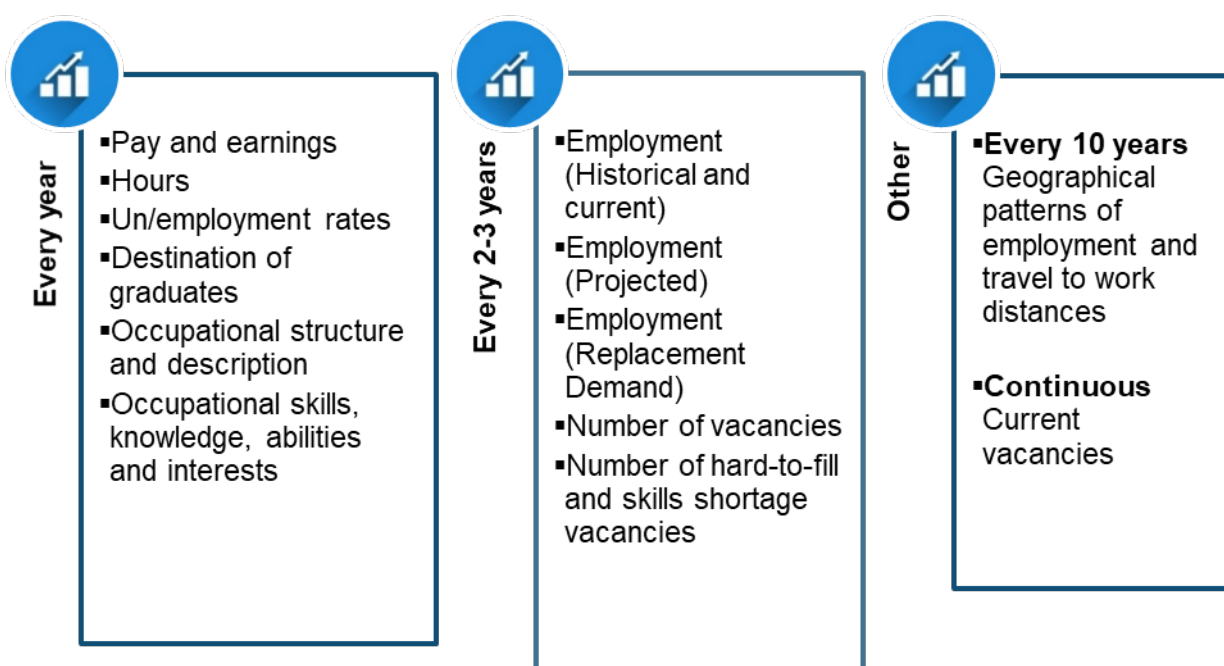 Every year
▪Pay and earnings
▪Hours
▪Un/employment rates
▪Destination of
graduates
▪Occupational structure
and description
▪Occupational skills,
knowledge, abilities
and interests
Every 2-3 years
▪Employment
(Historical and
current)
▪Employment
(Projected)
▪Employment
(Replacement
Demand)
▪Number of vacancies
▪Number of hard-to-fill
and skills shortage
vacancies
Other
▪Every 10 years
Geographical
patterns of
employment and
travel to work
distances
▪Continuous
Current
vacancies